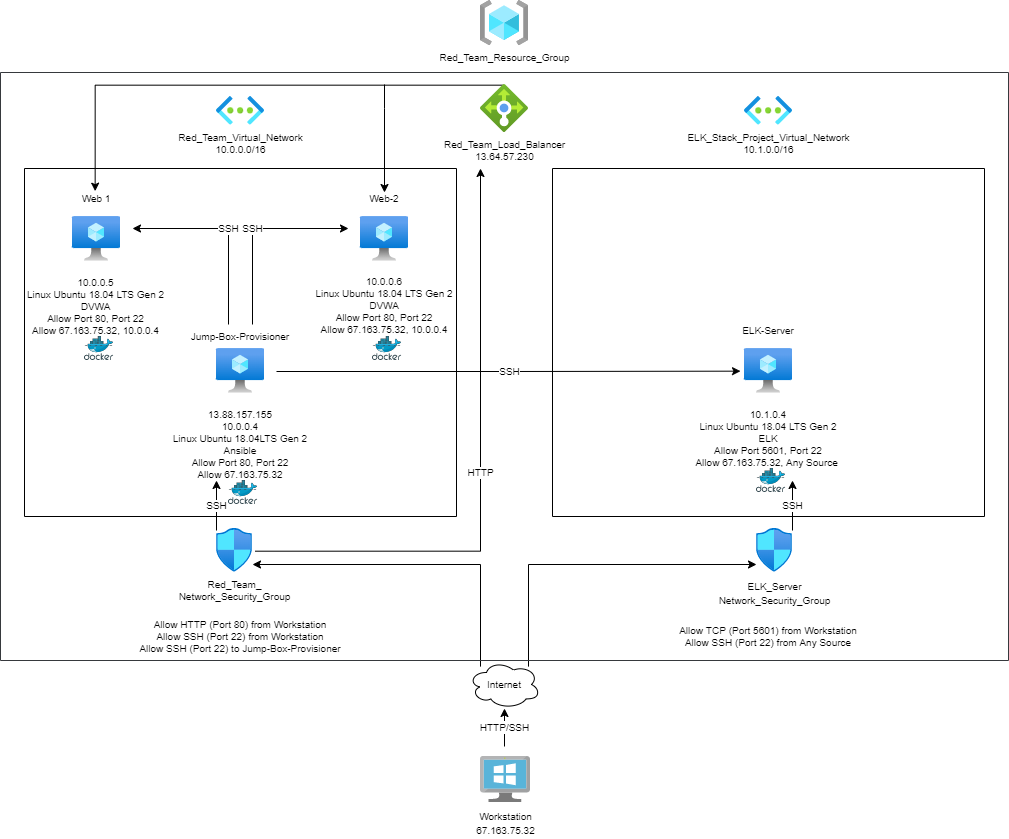 Red_Team_Resource_Group
Red_Team_Virtual_Network
10.0.0.0/16
Red_Team_Load_Balancer
13.64.57.230
ELK_Stack_Project_Virtual_Network
10.1.0.0/16
Web 1
Web-2
SSH
SSH
10.0.0.5
Linux Ubuntu 18.04 LTS Gen 2
DVWA
Allow Port 80, Port 22
Allow 67.163.75.32, 10.0.0.4
docker
10.0.0.6
Linux Ubuntu 18.04 LTS Gen 2
DVWA
Allow Port 80, Port 22
Allow 67.163.75.32, 10.0.0.4
docker
Jump-Box-Provisioner
ELK-Server
SSH
13.88.157.155
10.0.0.4
Linux Ubuntu 18.04LTS Gen 2
Ansible
Allow Port 80, Port 22
Allow 67.163.75.32
docker
SSH
10.1.0.4
Linux Ubuntu 18.04 LTS Gen 2
ELK
Allow Port 5601, Port 22
Allow 67.163.75.32, Any Source
docker
SSH
HTTP
Red_Team_
Network_Security_Group
Allow HTTP (Port 80) from Workstation
Allow SSH (Port 22) from Workstation
Allow SSH (Port 22) to Jump-Box-Provisioner
ELK_Server
Network_Security_Group
Allow TCP (Port 5601) from Workstation
Allow SSH (Port 22) from Any Source
Internet
HTTP/SSH
Workstation
67.163.75.32